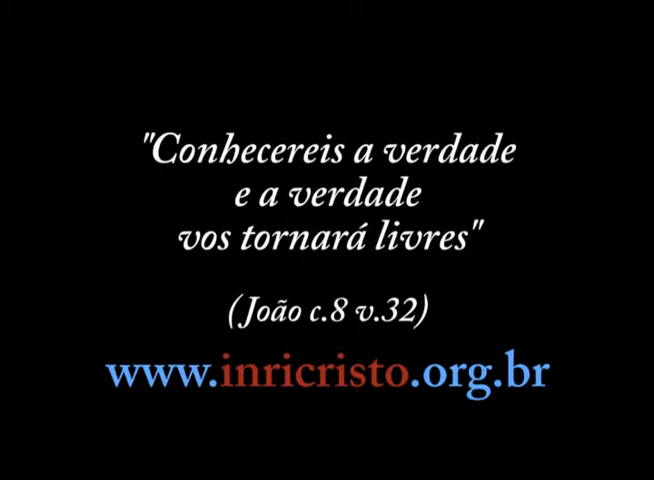 "Conhecereis a verdade
e a verdade
vos tornará livres"
(João c.8 v.32)
www.inricristo.org.br